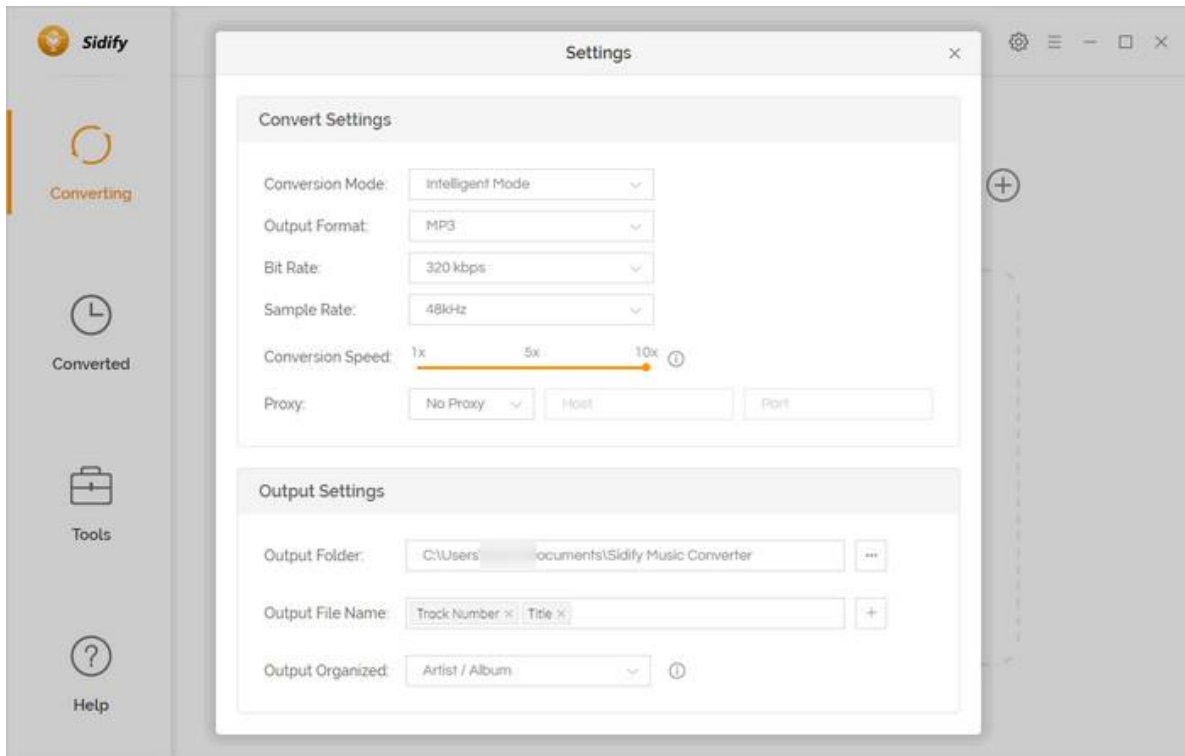 Sidify
Settings
Converting
Converted
Tools
Help
Convert Settings
Conversion Mode: Intelligent Mode
Output Format: MP3
Bit Rate: 320 kbps
Sample Rate: 48kHz
Conversion Speed: 1x 5x 10x
Proxy: No Proxy Host Port
Output Settings
Output Folder: C:\Users ocuments\Sidify Music Converter
Output File Name: Track Number × Title ×
Output Organized: Artist / Album